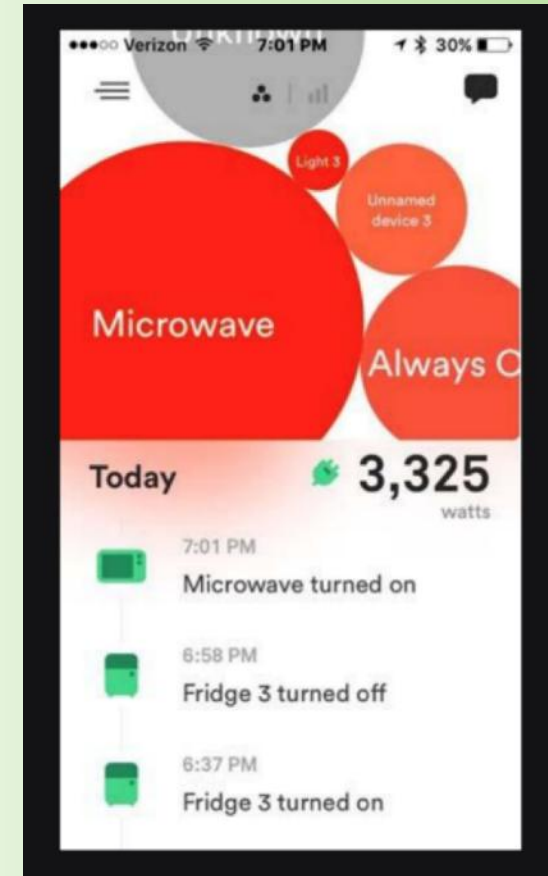 Verizon 7:01 PM 30%
Unknown
Light 3
Unnamed
device 3
Microwave
Always O
Today 3,325
watts
7:01 PM
Microwave turned on
6:58 PM
Fridge 3 turned off
6:37 PM
Fridge 3 turned on